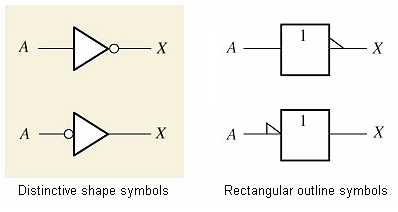 A X
A 1 X
A X
A 1 X
Distinctive shape symbols
Rectangular outline symbols